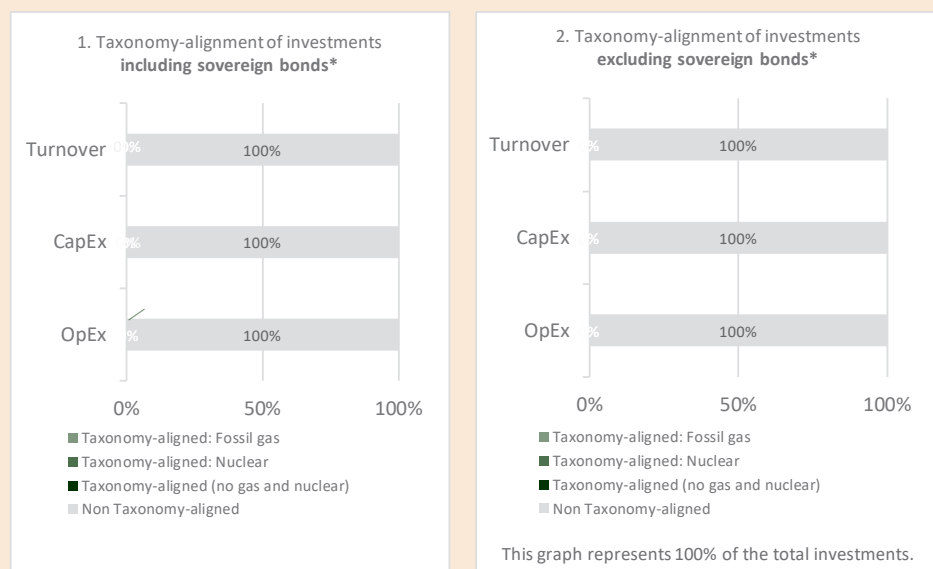 1. Taxonomy-alignment of investments
including sovereign bonds*
Turnover 100%
CapEx 100%
OpEx 100%
0% 50% 100%
Taxonomy-aligned: Fossil gas
Taxonomy-aligned: Nuclear
Taxonomy-aligned (no gas and nuclear)
Non Taxonomy-aligned
2. Taxonomy-alignment of investments
excluding sovereign bonds*
Turnover 100%
CapEx 100%
OpEx 100%
0% 50% 100%
Taxonomy-aligned: Fossil gas
Taxonomy-aligned: Nuclear
Taxonomy-aligned (no gas and nuclear)
Non Taxonomy-aligned
This graph represents 100% of the total investments.